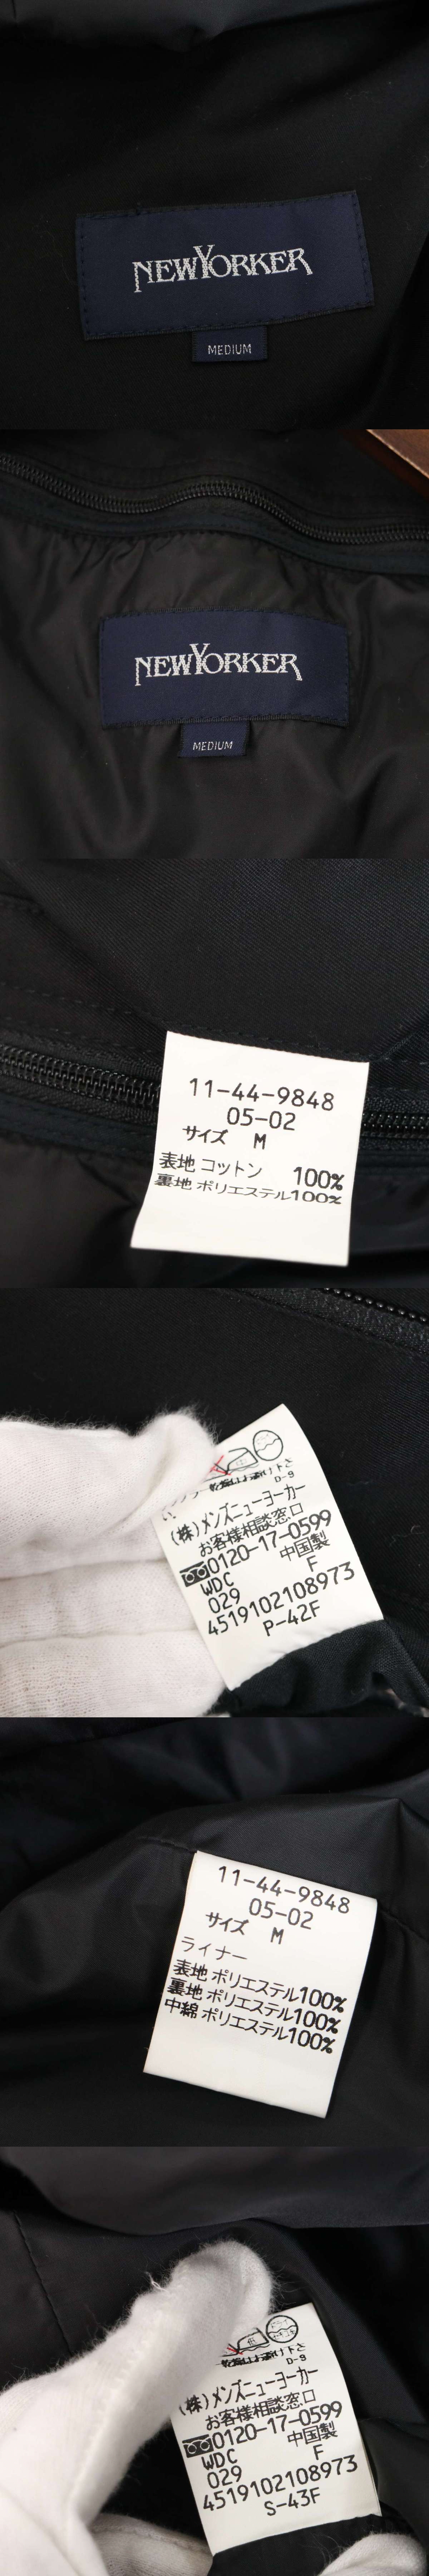 NEWYORKER
MEDIUM
NEWYORKER
MEDIUM
11-44-9848
05-02
サイズ M
表地 コットン 100%
裏地 ポリエステル100%
D-9
(株)メンズニューヨーカー
お客様相談窓口
0120-17-0599
WDC 中国製
029 F
4519102108973
P-42F
11-44-9848
05-02
サイズ M
ライナー
表地 ポリエステル100%
裏地 ポリエステル100%
中綿 ポリエステル100%
D-9
(株)メンズニューヨーカー
お客様相談窓口
0120-17-0599
WDC 中国製
029 F
4519102108973
S-43F